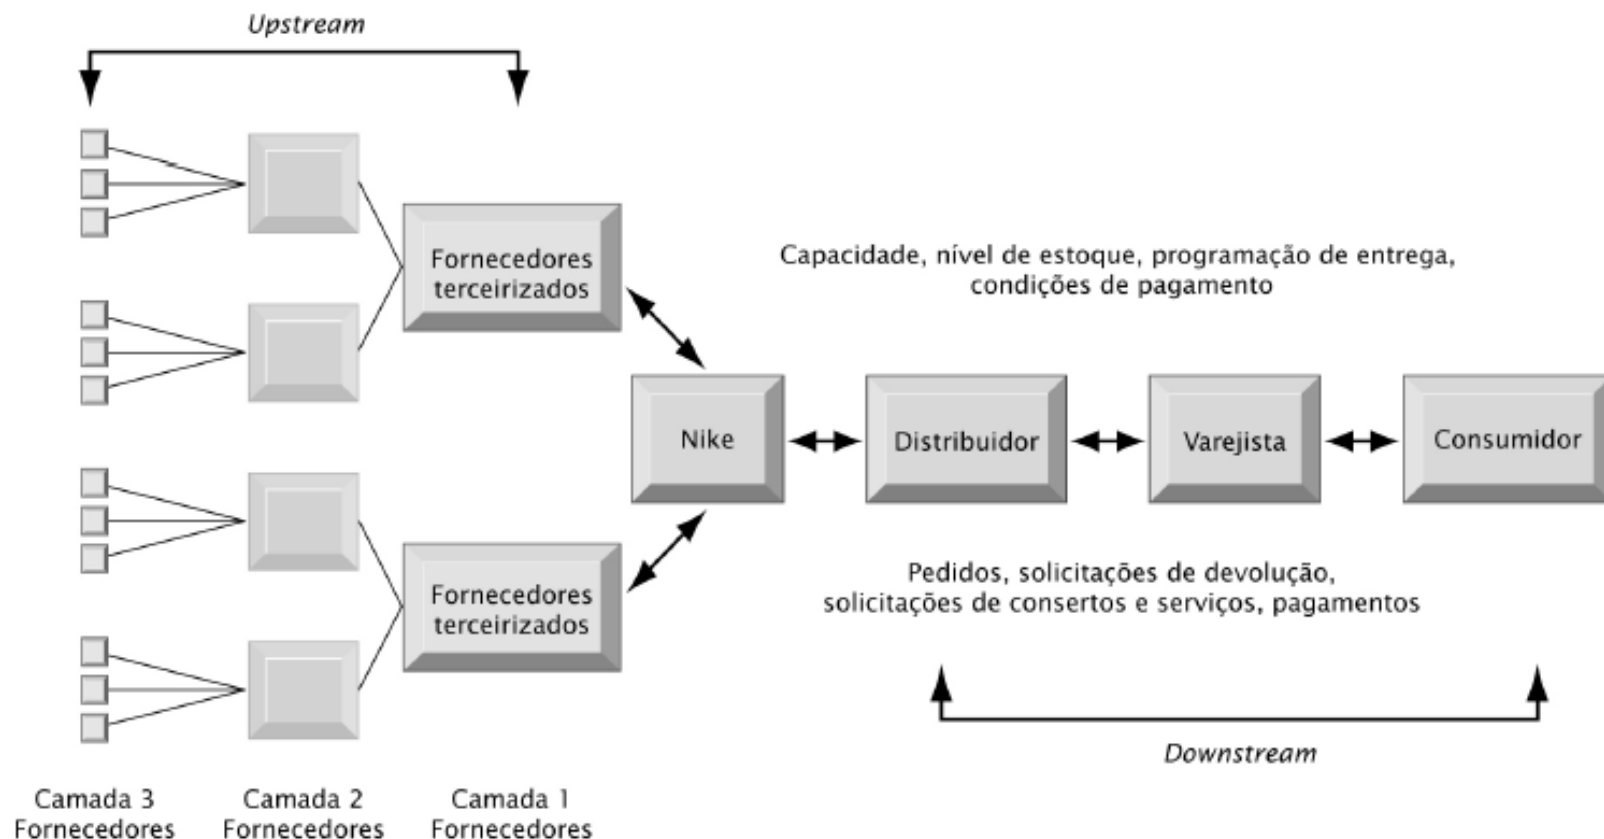 Upstream
Fornecedores
terceirizados
Capacidade, nível de estoque, programação de entrega,
condições de pagamento
Nike
Distribuidor
Varejista
Consumidor
Fornecedores
terceirizados
Pedidos, solicitações de devolução,
solicitações de consertos e serviços, pagamentos
Downstream
Camada 3
Fornecedores
Camada 2
Fornecedores
Camada 1
Fornecedores